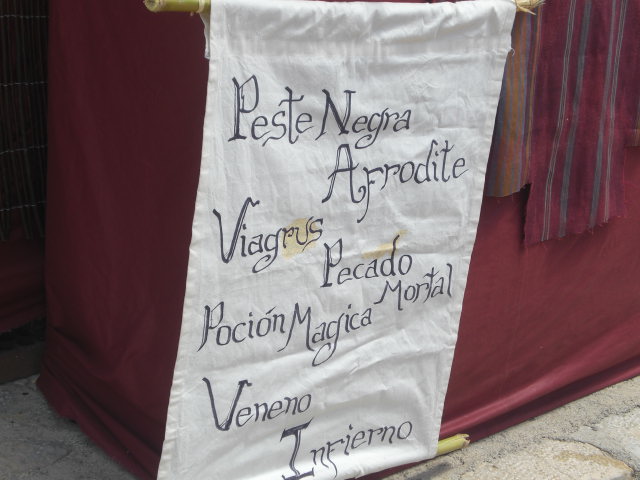 Peste Negra
Afrodite
Viagrus
Pecado
Mortal
Poción Magica
Veneno
Infierno